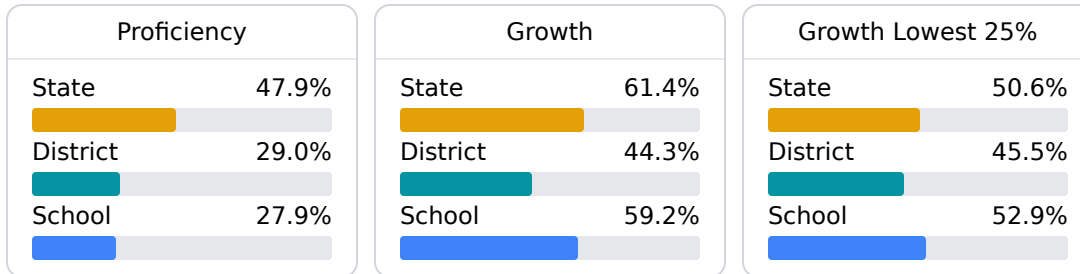 Proficiency
State 47.9%
District 29.0%
School 27.9%
Growth
State 61.4%
District 44.3%
School 59.2%
Growth Lowest 25%
State 50.6%
District 45.5%
School 52.9%